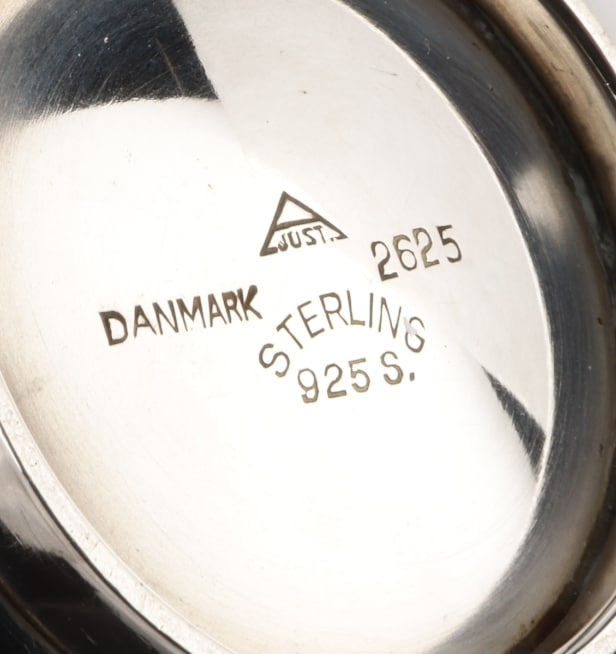 JUST.
2625
DANMARK
STERLING
925 S.